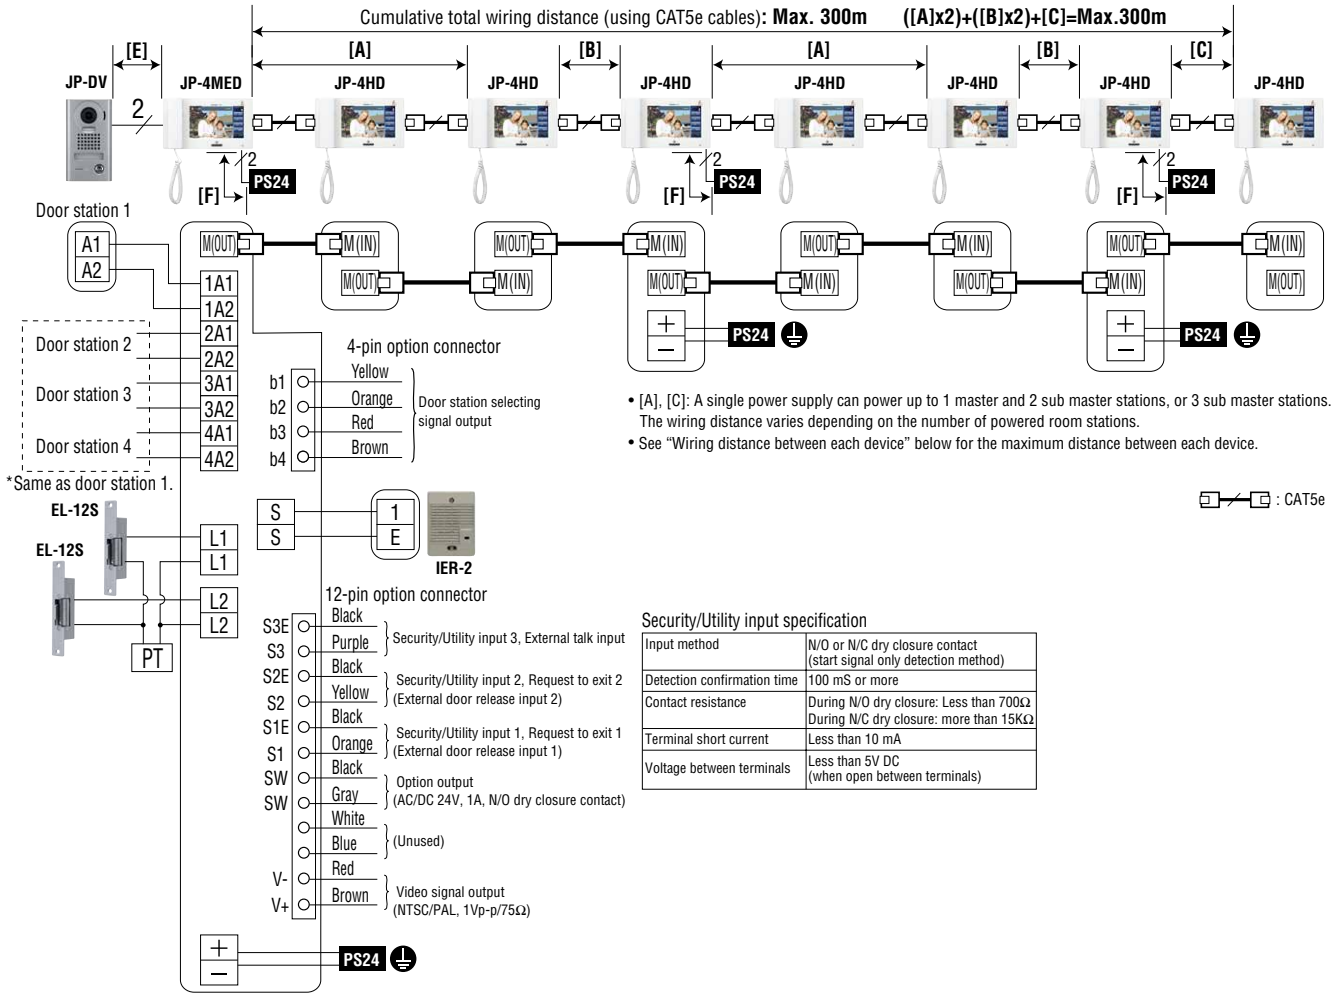 Cumulative total wiring distance (using CAT5e cables): Max. 300m ([A]x2)+([B]x2)+[C]=Max.300m
[E] [A] [B] [A] [B] [C]
JP-DV JP-4MED JP-4HD JP-4HD JP-4HD JP-4HD JP-4HD JP-4HD JP-4HD
2
2 2 2
PS24 PS24 PS24
[F] [F] [F]
Door station 1
A1
A2
M(OUT) M(IN) M(OUT) M(IN) M(OUT) M(IN) M(OUT) M(IN)
M(OUT) M(IN) M(OUT) M(IN) M(OUT) M(IN) M(OUT)
1A1
1A2
+
−
PS24
+
−
PS24
Door station 2
2A1
2A2
Door station 3
3A1
3A2
Door station 4
4A1
4A2
*Same as door station 1.
4-pin option connector
b1 Yellow
b2 Orange
b3 Red
b4 Brown
Door station selecting
signal output
• [A], [C]: A single power supply can power up to 1 master and 2 sub master stations, or 3 sub master stations.
The wiring distance varies depending on the number of powered room stations.
• See “Wiring distance between each device” below for the maximum distance between each device.
: CAT5e
EL-12S
EL-12S
L1
L1
L2
L2
PT
S 1
S E
IER-2
12-pin option connector
S3E Black
S3 Purple
Security/Utility input 3, External talk input
S2E Black
S2 Yellow
Security/Utility input 2, Request to exit 2
(External door release input 2)
S1E Black
S1 Orange
Security/Utility input 1, Request to exit 1
(External door release input 1)
SW Black
SW Gray
Option output
(AC/DC 24V, 1A, N/O dry closure contact)
White
Blue
(Unused)
V- Red
V+ Brown
Video signal output
(NTSC/PAL, 1Vp-p/75Ω)
+
−
PS24
Security/Utility input specification
Input method N/O or N/C dry closure contact
(start signal only detection method)
Detection confirmation time 100 mS or more
Contact resistance During N/O dry closure: Less than 700Ω
During N/C dry closure: more than 15KΩ
Terminal short current Less than 10 mA
Voltage between terminals Less than 5V DC
(when open between terminals)